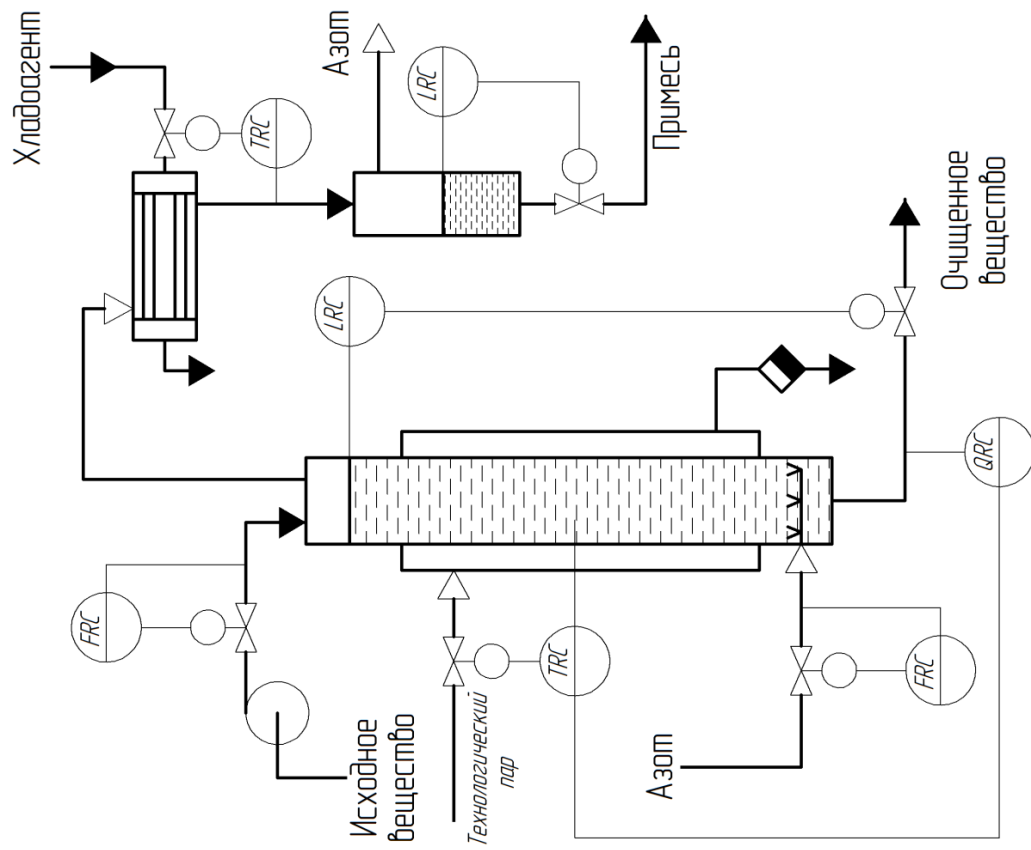 Хладоагент
TRC
Азот
LRC
Примесь
LRC
Очищенное
вещество
FRC
Исходное
вещество
Технологический
пар
TRC
Азот
FRC
QRC